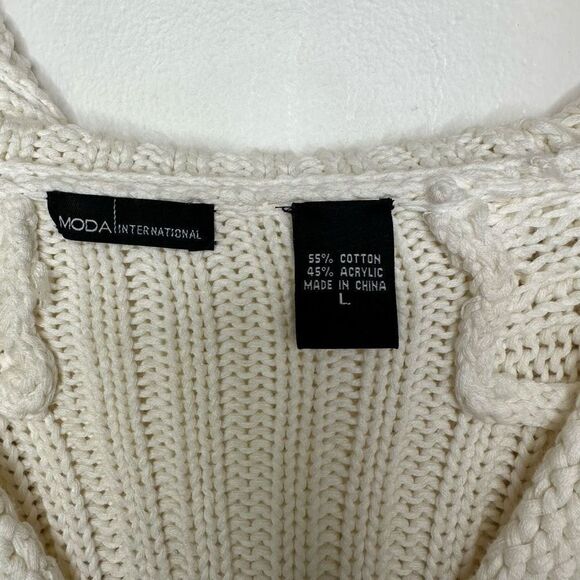 MODA INTERNATIONAL
55% COTTON
45% ACRYLIC
MADE IN CHINA
L